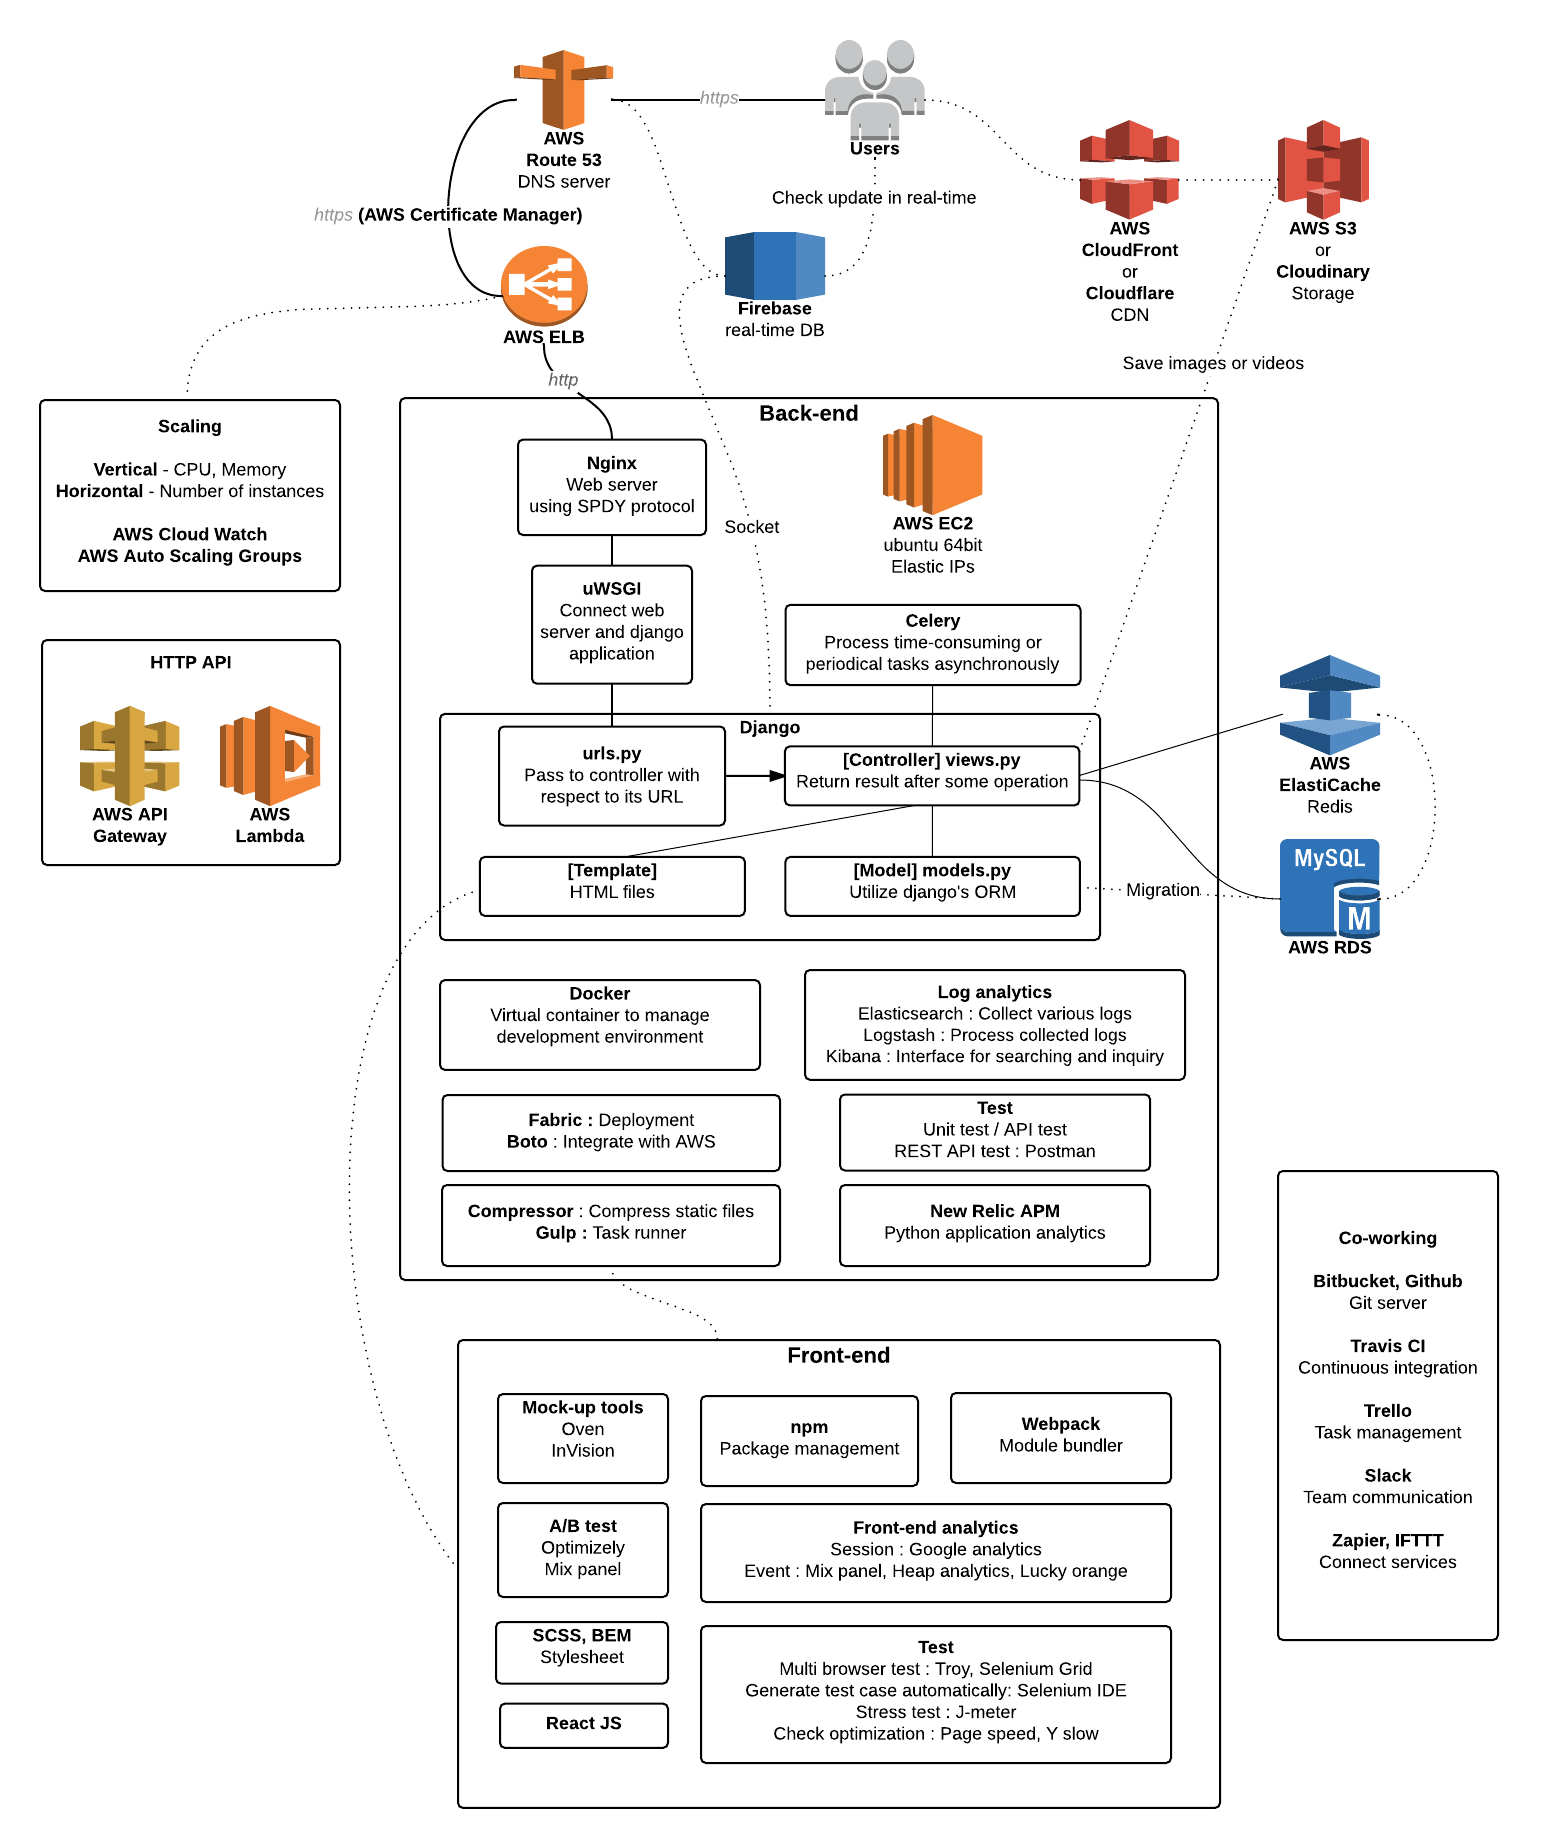 https
AWS
Route 53
DNS server
Users
Check update in real-time
https (AWS Certificate Manager)
AWS
CloudFront
or
Cloudflare
CDN
AWS S3
or
Cloudinary
Storage
Firebase
real-time DB
AWS ELB
http
Save images or videos
Scaling
Vertical - CPU, Memory
Horizontal - Number of instances
AWS Cloud Watch
AWS Auto Scaling Groups
HTTP API
AWS API
Gateway
AWS
Lambda
Back-end
Nginx
Web server
using SPDY protocol
Socket
AWS EC2
ubuntu 64bit
Elastic IPs
uWSGI
Connect web
server and django
application
Celery
Process time-consuming or
periodical tasks asynchronously
Django
urls.py
Pass to controller with
respect to its URL
[Controller] views.py
Return result after some operation
[Template]
HTML files
[Model] models.py
Utilize django's ORM
Migration
AWS
ElastiCache
Redis
MySQL
M
AWS RDS
Docker
Virtual container to manage
development environment
Log analytics
Elasticsearch : Collect various logs
Logstash : Process collected logs
Kibana : Interface for searching and inquiry
Fabric : Deployment
Boto : Integrate with AWS
Test
Unit test / API test
REST API test : Postman
Compressor : Compress static files
Gulp : Task runner
New Relic APM
Python application analytics
Co-working
Bitbucket, Github
Git server
Travis CI
Continuous integration
Trello
Task management
Slack
Team communication
Zapier, IFTTT
Connect services
Front-end
Mock-up tools
Oven
InVision
npm
Package management
Webpack
Module bundler
A/B test
Optimizely
Mix panel
Front-end analytics
Session : Google analytics
Event : Mix panel, Heap analytics, Lucky orange
SCSS, BEM
Stylesheet
React JS
Test
Multi browser test : Troy, Selenium Grid
Generate test case automatically: Selenium IDE
Stress test : J-meter
Check optimization : Page speed, Y slow